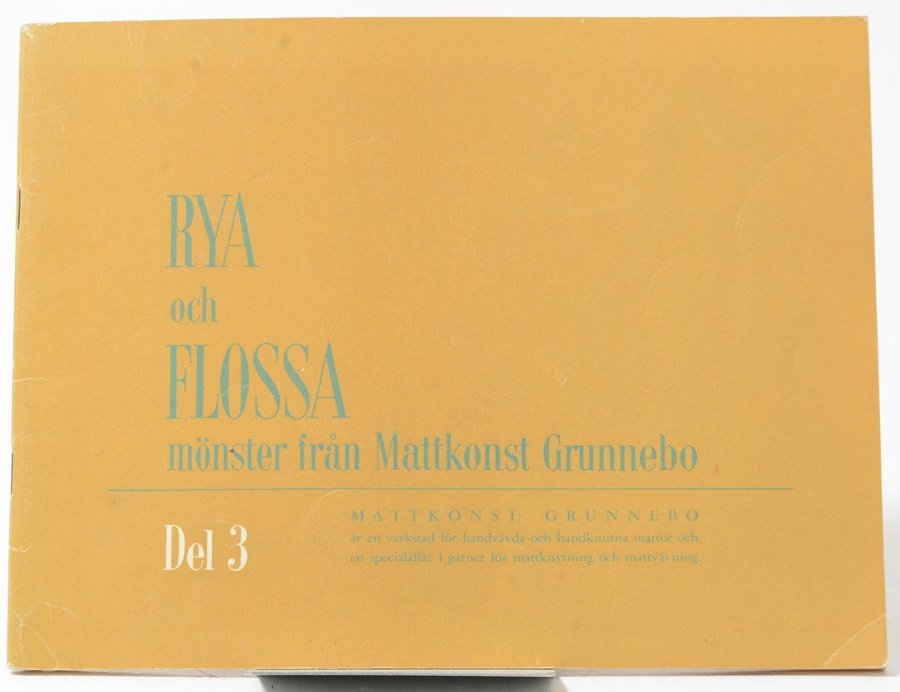 RYA
och
FLOSSA
mönster från Mattkonst Grunnebo
Del 3
MATTKONST, GRUNNEBO
är en verkstad för handvävda och handknutna mattor och
en specialaffär i garner för mattknytning och mattvävning.